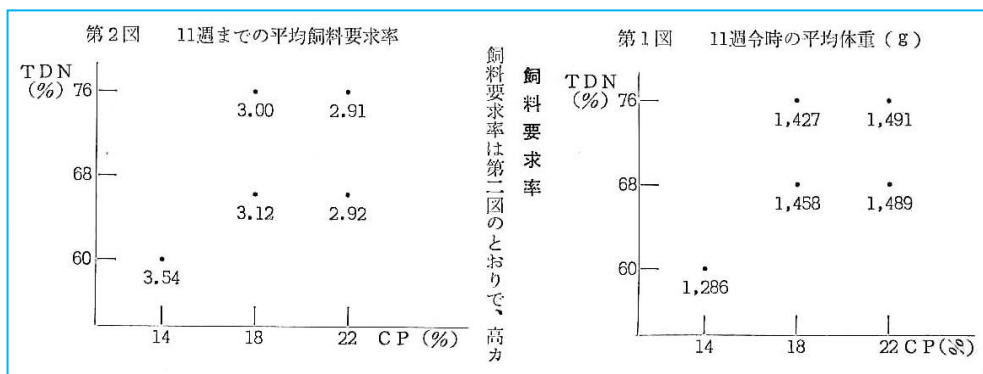 第1図 11週令時の平均体重(g)
TDN
(%)
76
1,427 1,491
68
1,458 1,489
60
1,286
14 18 22 CP(%)
飼料要求率
飼料要求率は第二図のとおりで、高カ
第2図 11週までの平均飼料要求率
TDN
(%)
76
3.00 2.91
68
3.12 2.92
60
3.54
14 18 22 CP(%)